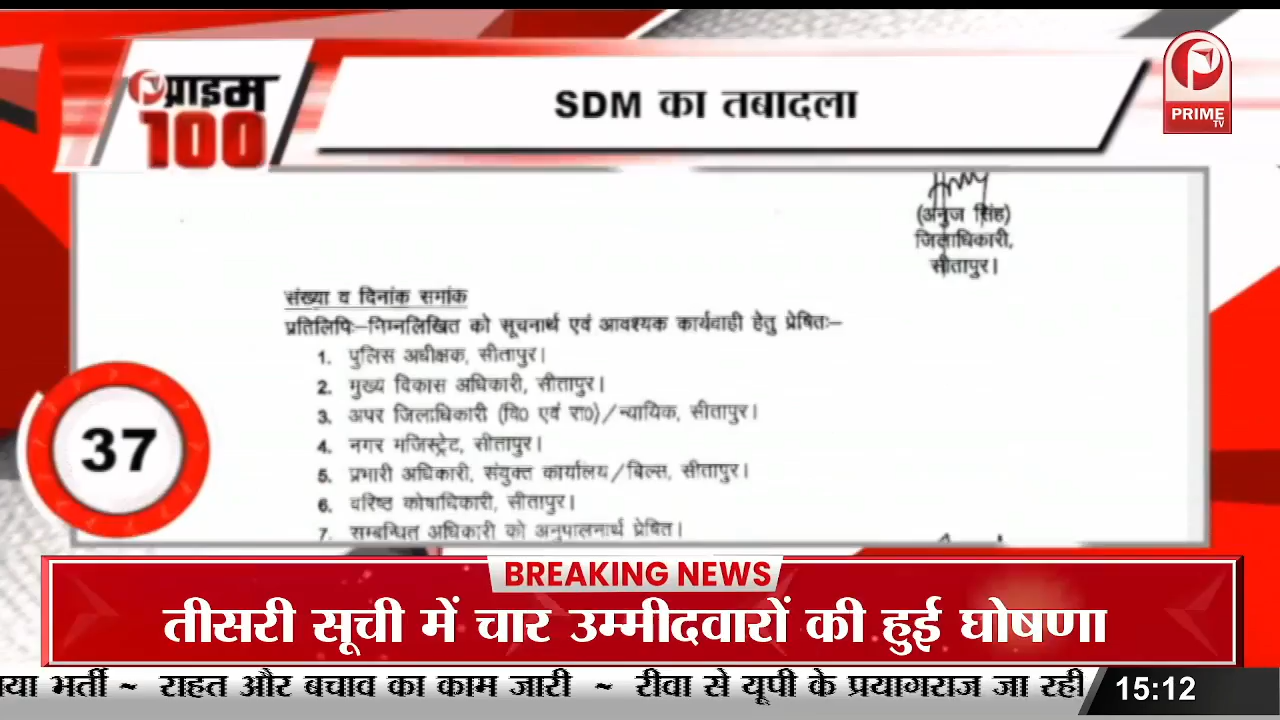 प्राइम
100
SDM का तबादला
PRIME
TV
(अनुज सिंह)
जिलाधिकारी,
सीतापुर।
संख्या व दिनांक समांक
प्रतिलिपिः–निम्नलिखित को सूचनार्थ एवं आवश्यक कार्यवाही हेतु प्रेषितः–
1. पुलिस अधीक्षक, सीतापुर।
2. मुख्य विकास अधिकारी, सीतापुर।
3. अपर जिलाधिकारी (वि0 एवं रा0)/न्यायिक, सीतापुर।
4. नगर मजिस्ट्रेट, सीतापुर।
5. प्रभारी अधिकारी, संयुक्त कार्यालय/बिल्स, सीतापुर।
6. वरिष्ठ कोषाधिकारी, सीतापुर।
7. सम्बन्धित अधिकारी को अनुपालनार्थ प्रेषित।
37
BREAKING NEWS
तीसरी सूची में चार उम्मीदवारों की हुई घोषणा
या भर्ती ~ राहत और बचाव का काम जारी ~ रीवा से यूपी के प्रयागराज जा रही
15:12